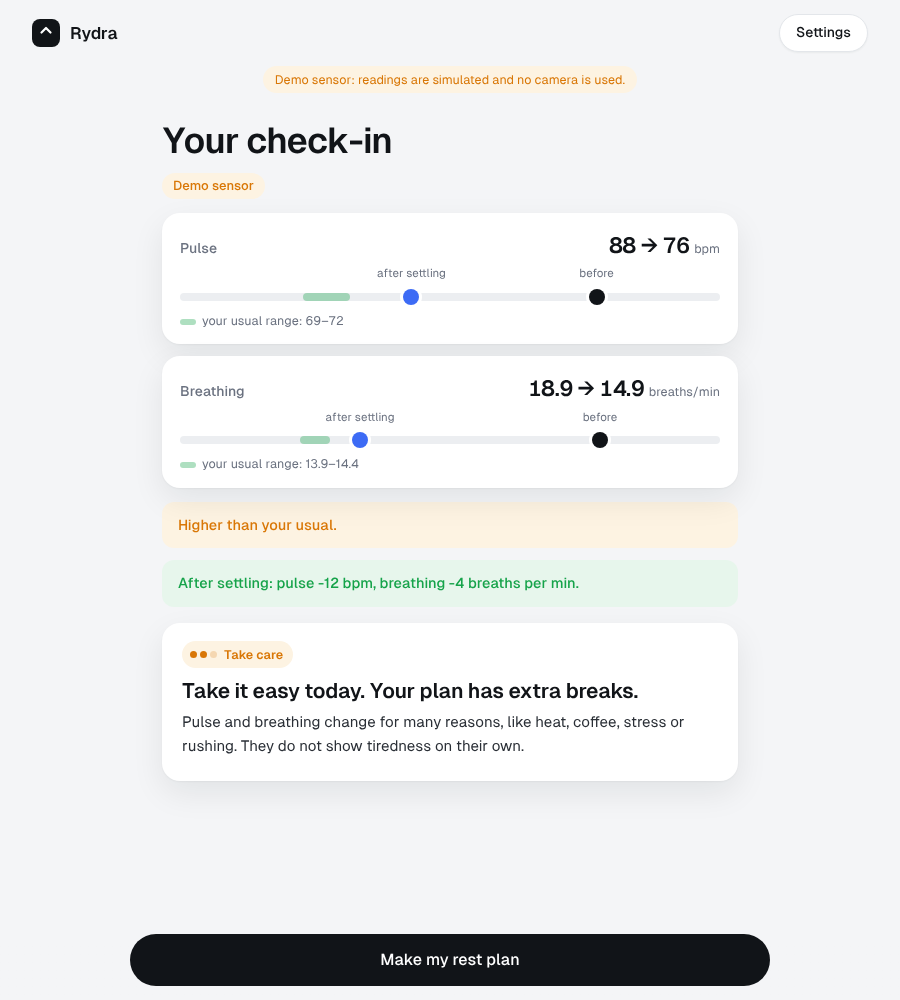 Rydra
Settings
Demo sensor: readings are simulated and no camera is used.
Your check-in
Demo sensor
Pulse
88 → 76 bpm
after settling
before
your usual range: 69–72
Breathing
18.9 → 14.9 breaths/min
after settling
before
your usual range: 13.9–14.4
Higher than your usual.
After settling: pulse -12 bpm, breathing -4 breaths per min.
Take care
Take it easy today. Your plan has extra breaks.
Pulse and breathing change for many reasons, like heat, coffee, stress or
rushing. They do not show tiredness on their own.
Make my rest plan